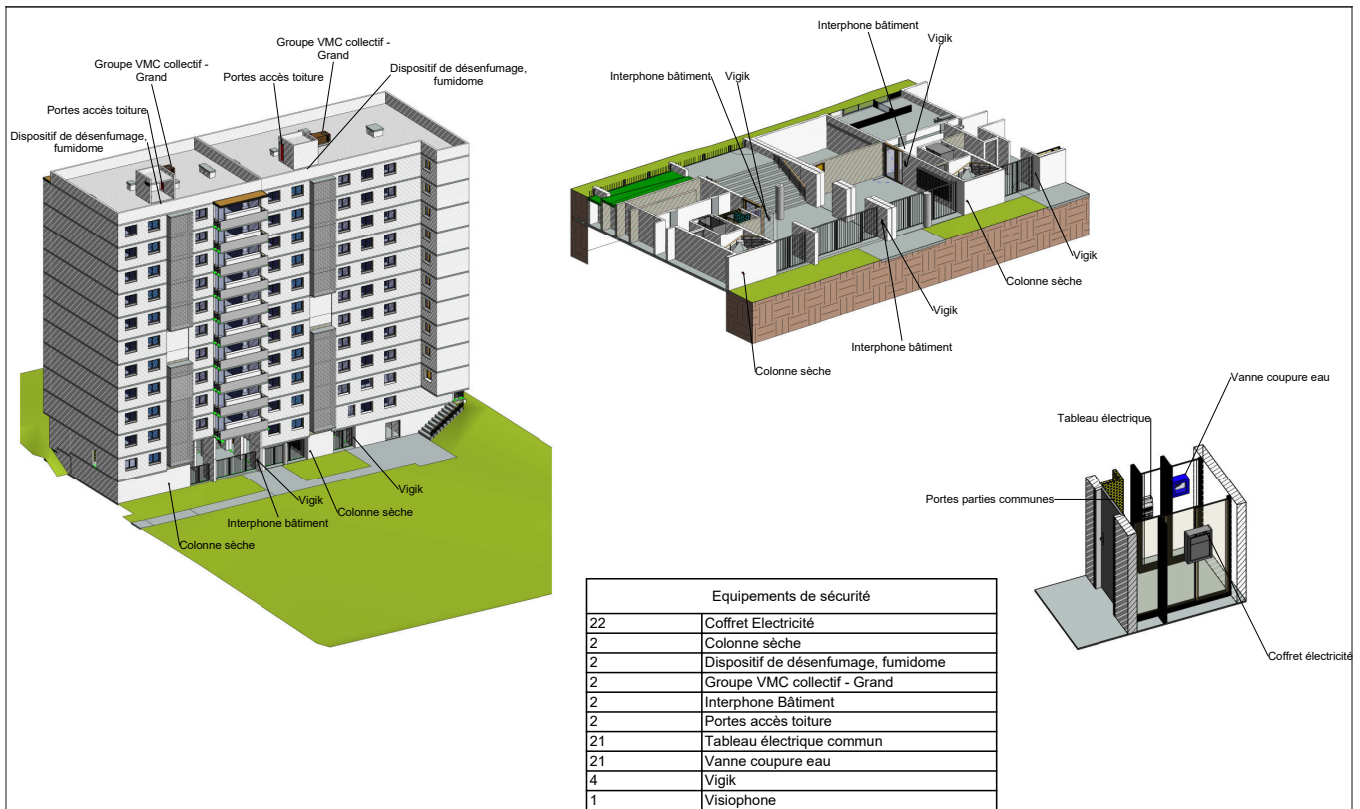 Groupe VMC collectif -
Grand
Groupe VMC collectif -
Grand
Portes accès toiture
Dispositif de désenfumage,
fumidome
Portes accès toiture
Dispositif de désenfumage,
fumidome
Vigik
Vigik
Interphone bâtiment
Colonne sèche
Colonne sèche
Interphone bâtiment
Vigik
Interphone bâtiment
Vigik
Vigik
Colonne sèche
Vigik
Interphone bâtiment
Colonne sèche
Vanne coupure eau
Tableau électrique
Portes parties communes
Coffret électricité
Equipements de sécurité
22 Coffret Electricité
2 Colonne sèche
2 Dispositif de désenfumage, fumidome
2 Groupe VMC collectif - Grand
2 Interphone Bâtiment
2 Portes accès toiture
21 Tableau électrique commun
21 Vanne coupure eau
4 Vigik
1 Visiophone